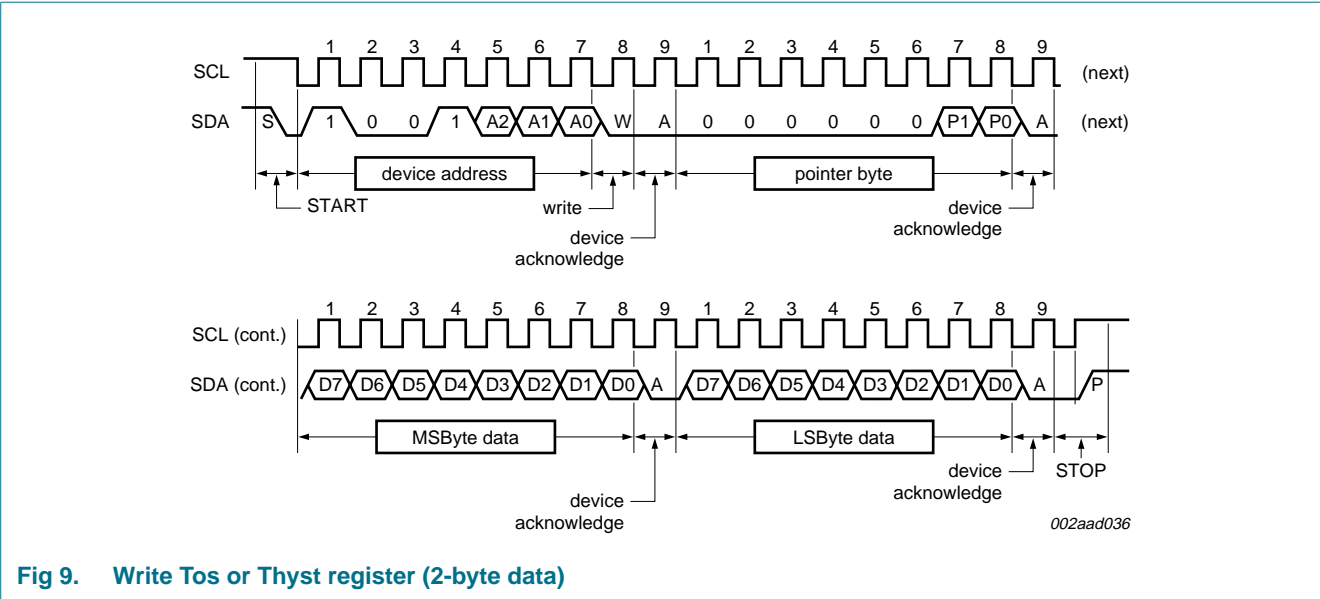 1 2 3 4 5 6 7 8 9 1 2 3 4 5 6 7 8 9
SCL (next)
SDA S 1 0 0 1 A2 A1 A0 W A 0 0 0 0 0 0 P1 P0 A (next)
device address pointer byte
START write device
device acknowledge
acknowledge
1 2 3 4 5 6 7 8 9 1 2 3 4 5 6 7 8 9
SCL (cont.)
SDA (cont.) D7 D6 D5 D4 D3 D2 D1 D0 A D7 D6 D5 D4 D3 D2 D1 D0 A P
MSByte data LSByte data
device STOP
acknowledge
device
acknowledge
002aad036
Fig 9. Write Tos or Thyst register (2-byte data)